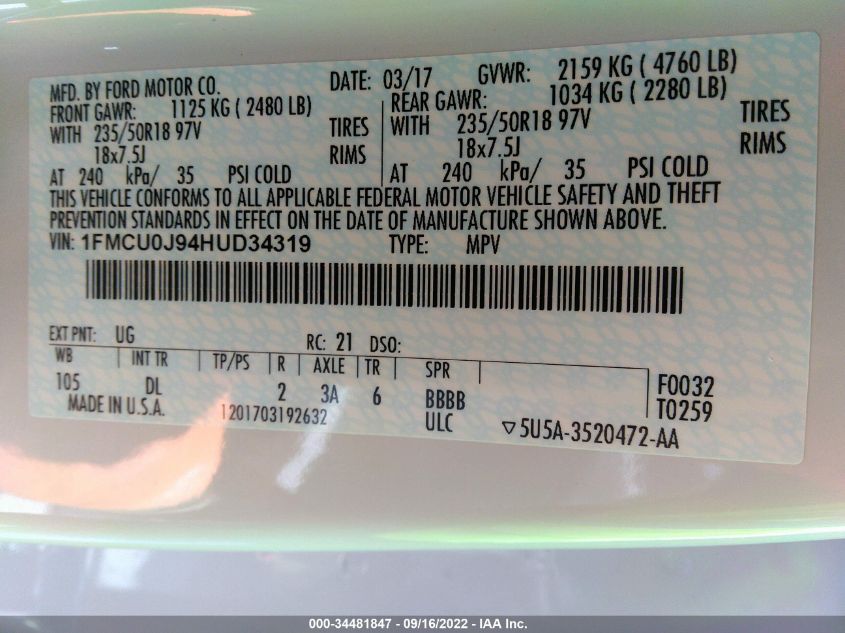 MFD. BY FORD MOTOR CO. DATE: 03/17 GVWR: 2159 KG ( 4760 LB)
FRONT GAWR: 1125 KG ( 2480 LB) REAR GAWR: 1034 KG ( 2280 LB)
WITH 235/50R18 97V TIRES WITH 235/50R18 97V TIRES
18x7.5J RIMS 18x7.5J RIMS
AT 240 kPa/ 35 PSI COLD AT 240 kPa/ 35 PSI COLD
THIS VEHICLE CONFORMS TO ALL APPLICABLE FEDERAL MOTOR VEHICLE SAFETY AND THEFT
PREVENTION STANDARDS IN EFFECT ON THE DATE OF MANUFACTURE SHOWN ABOVE.
VIN: 1FMCU0J94HUD34319 TYPE: MPV
EXT PNT: UG RC: 21 DSO:
WB INT TR TP/PS R AXLE TR SPR
105 DL 2 3A 6 BBBB F0032
MADE IN U.S.A. 1201703192632 ULC ▽5U5A-3520472-AA T0259
000-34481847 - 09/16/2022 - IAA Inc.